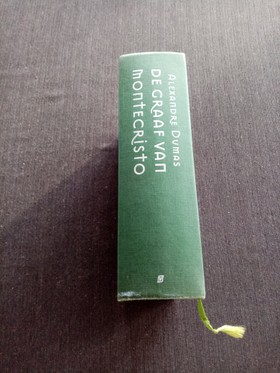 ALEXANDRE DUMAS
DE GRAAF VAN
MONTECRISTO